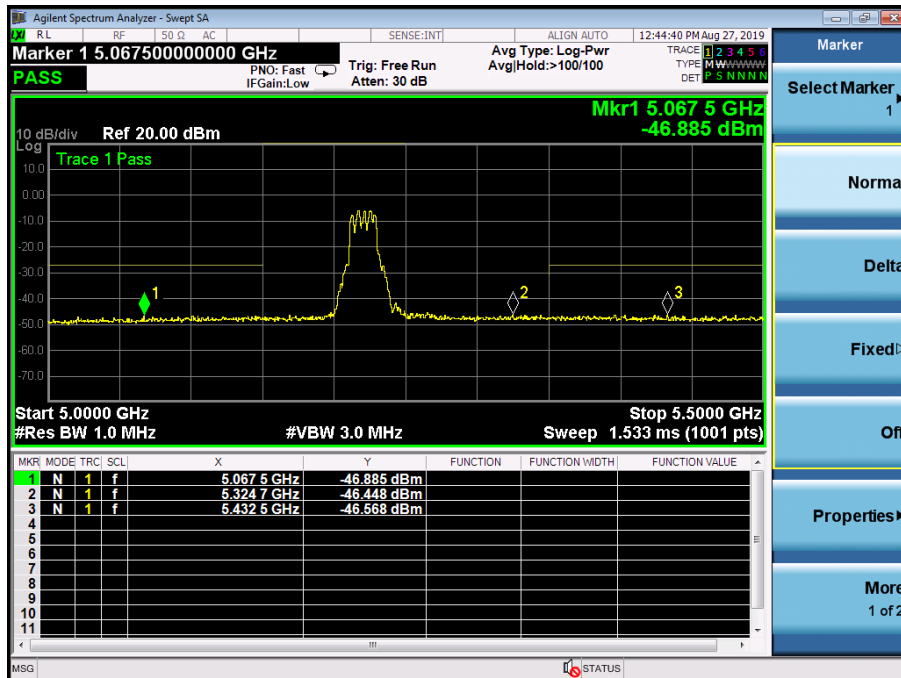 Agilent Spectrum Analyzer - Swept SA
LXI RL RF 50 Ω AC SENSE:INT ALIGN AUTO 12:44:40 PM Aug 27, 2019
Marker 1 5.067500000000 GHz
PASS
PNO: Fast
IFGain:Low
Trig: Free Run
Atten: 30 dB
Avg Type: Log-Pwr
Avg|Hold:>100/100
TRACE 1 2 3 4 5 6
TYPE M W W W W W
DET P S N N N N
Mkr1 5.067 5 GHz
-46.885 dBm
10 dB/div Ref 20.00 dBm
Log
Trace 1 Pass
10.0
0.00
-10.0
-20.0
-30.0
-40.0
-50.0
-60.0
-70.0
1
2
3
Start 5.0000 GHz Stop 5.5000 GHz
#Res BW 1.0 MHz #VBW 3.0 MHz Sweep 1.533 ms (1001 pts)
MKR MODE TRC SCL X Y FUNCTION FUNCTION WIDTH FUNCTION VALUE
1 N 1 f 5.067 5 GHz -46.885 dBm
2 N 1 f 5.324 7 GHz -46.448 dBm
3 N 1 f 5.432 5 GHz -46.568 dBm
4
5
6
7
8
9
10
11
MSG STATUS
Marker
Select Marker
1
Norma
Delta
Fixed
Off
Properties
More
1 of 2